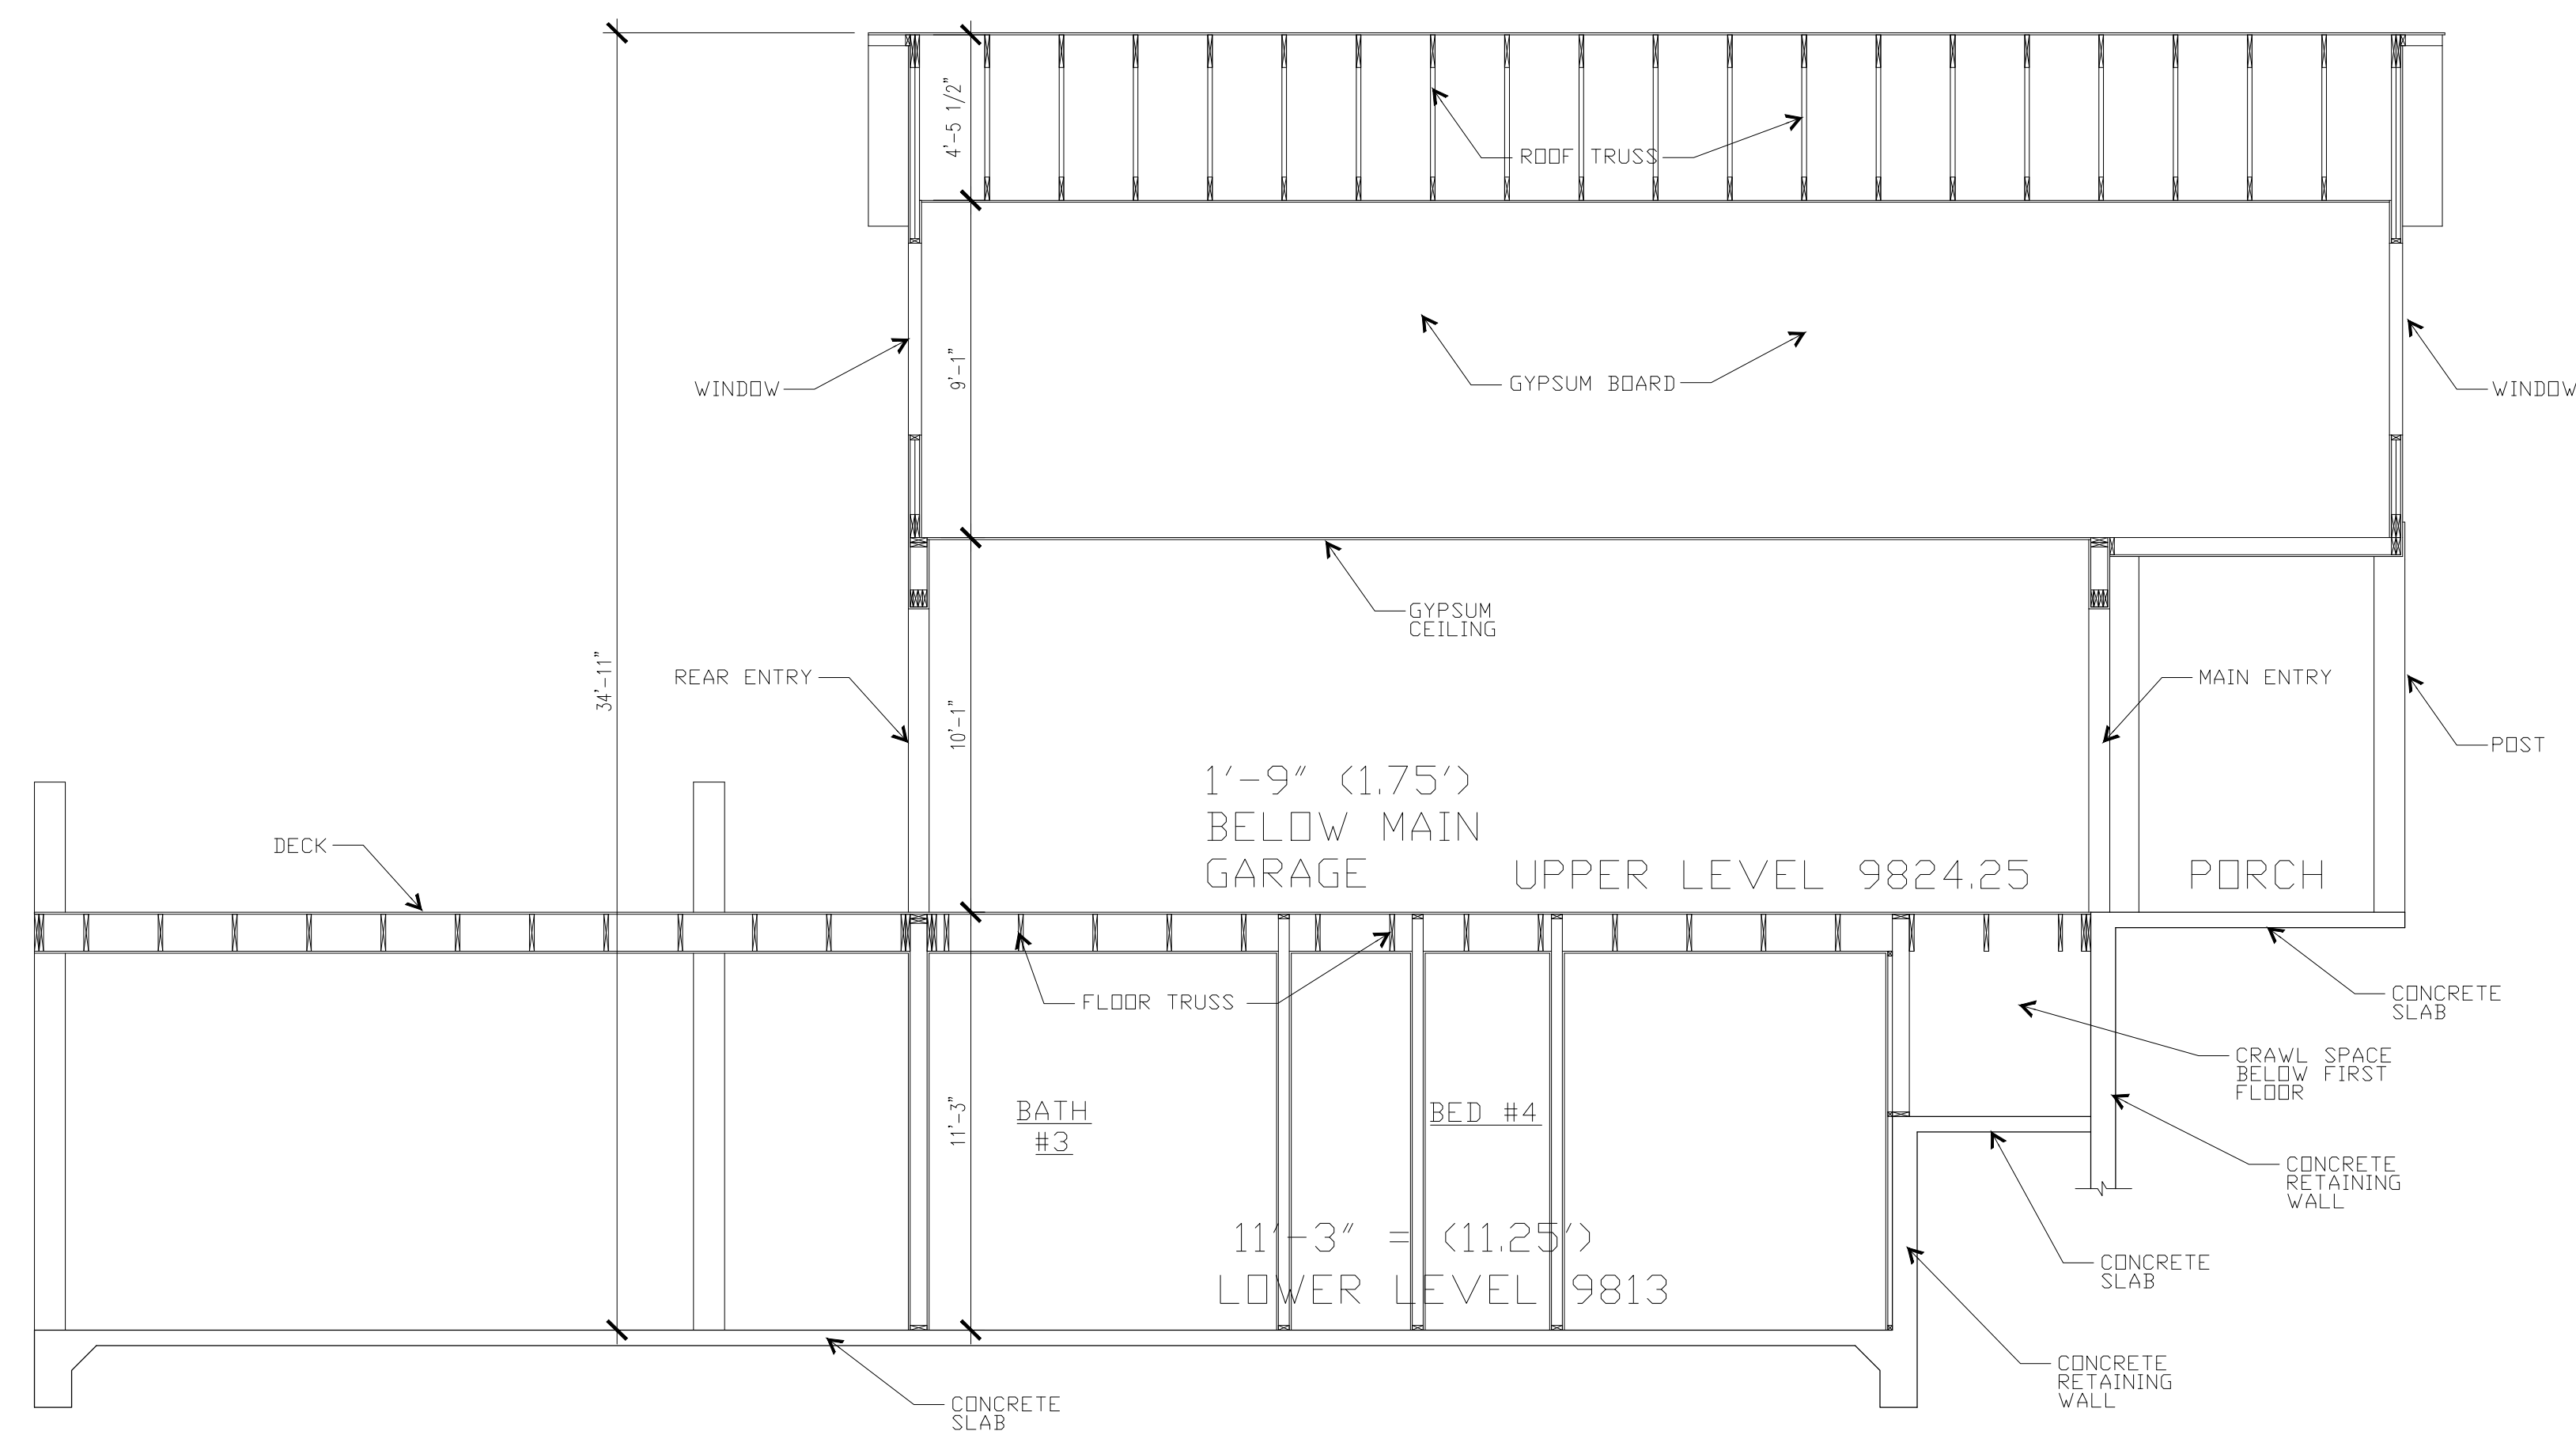 4'-5 1/2"
ROOF TRUSS
9'-1"
WINDOW
GYPSUM BOARD
WINDOW
GYPSUM
CEILING
34'-11"
REAR ENTRY
10'-1"
MAIN ENTRY
POST
1'-9" (1.75')
BELOW MAIN
GARAGE
UPPER LEVEL 9824.25
PORCH
DECK
FLOOR TRUSS
CONCRETE
SLAB
CRAWL SPACE
BELOW FIRST
FLOOR
11'-3"
BATH
#3
BED #4
CONCRETE
RETAINING
WALL
11'-3" = (11.25')
LOWER LEVEL 9813
CONCRETE
SLAB
CONCRETE
RETAINING
WALL
CONCRETE
SLAB